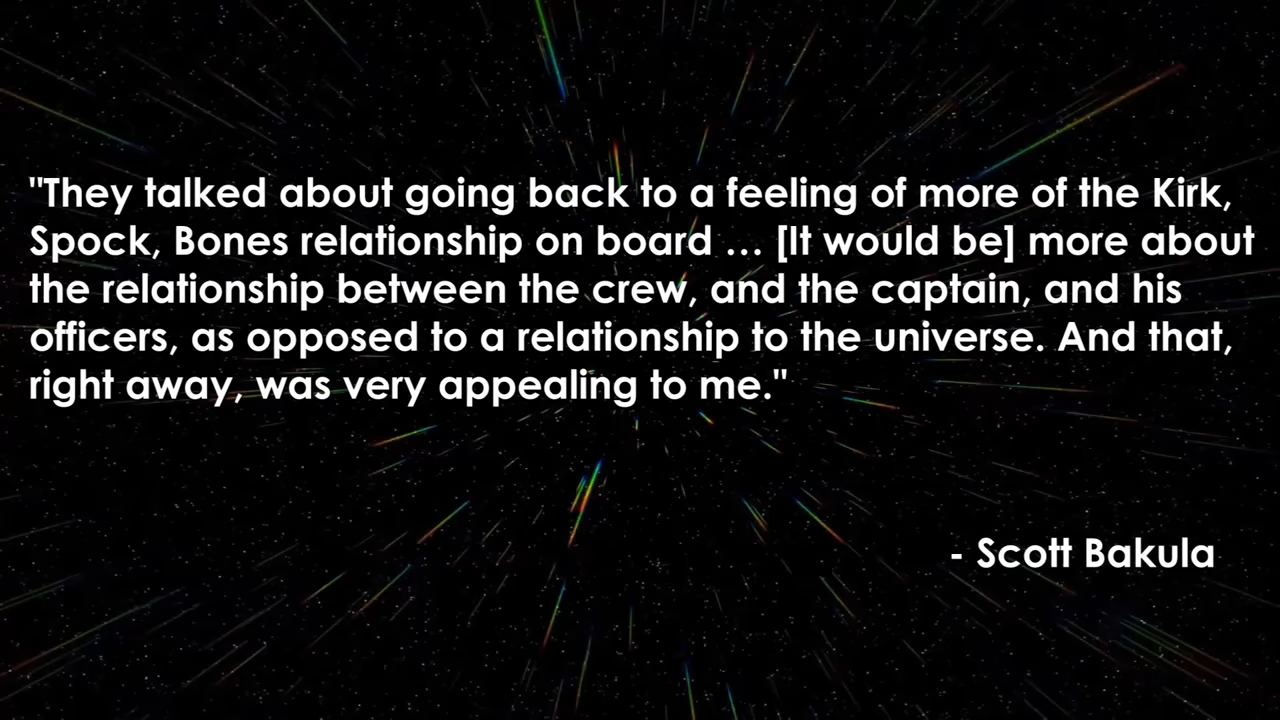 "They talked about going back to a feeling of more of the Kirk,
Spock, Bones relationship on board … [It would be] more about
the relationship between the crew, and the captain, and his
officers, as opposed to a relationship to the universe. And that,
right away, was very appealing to me."
- Scott Bakula